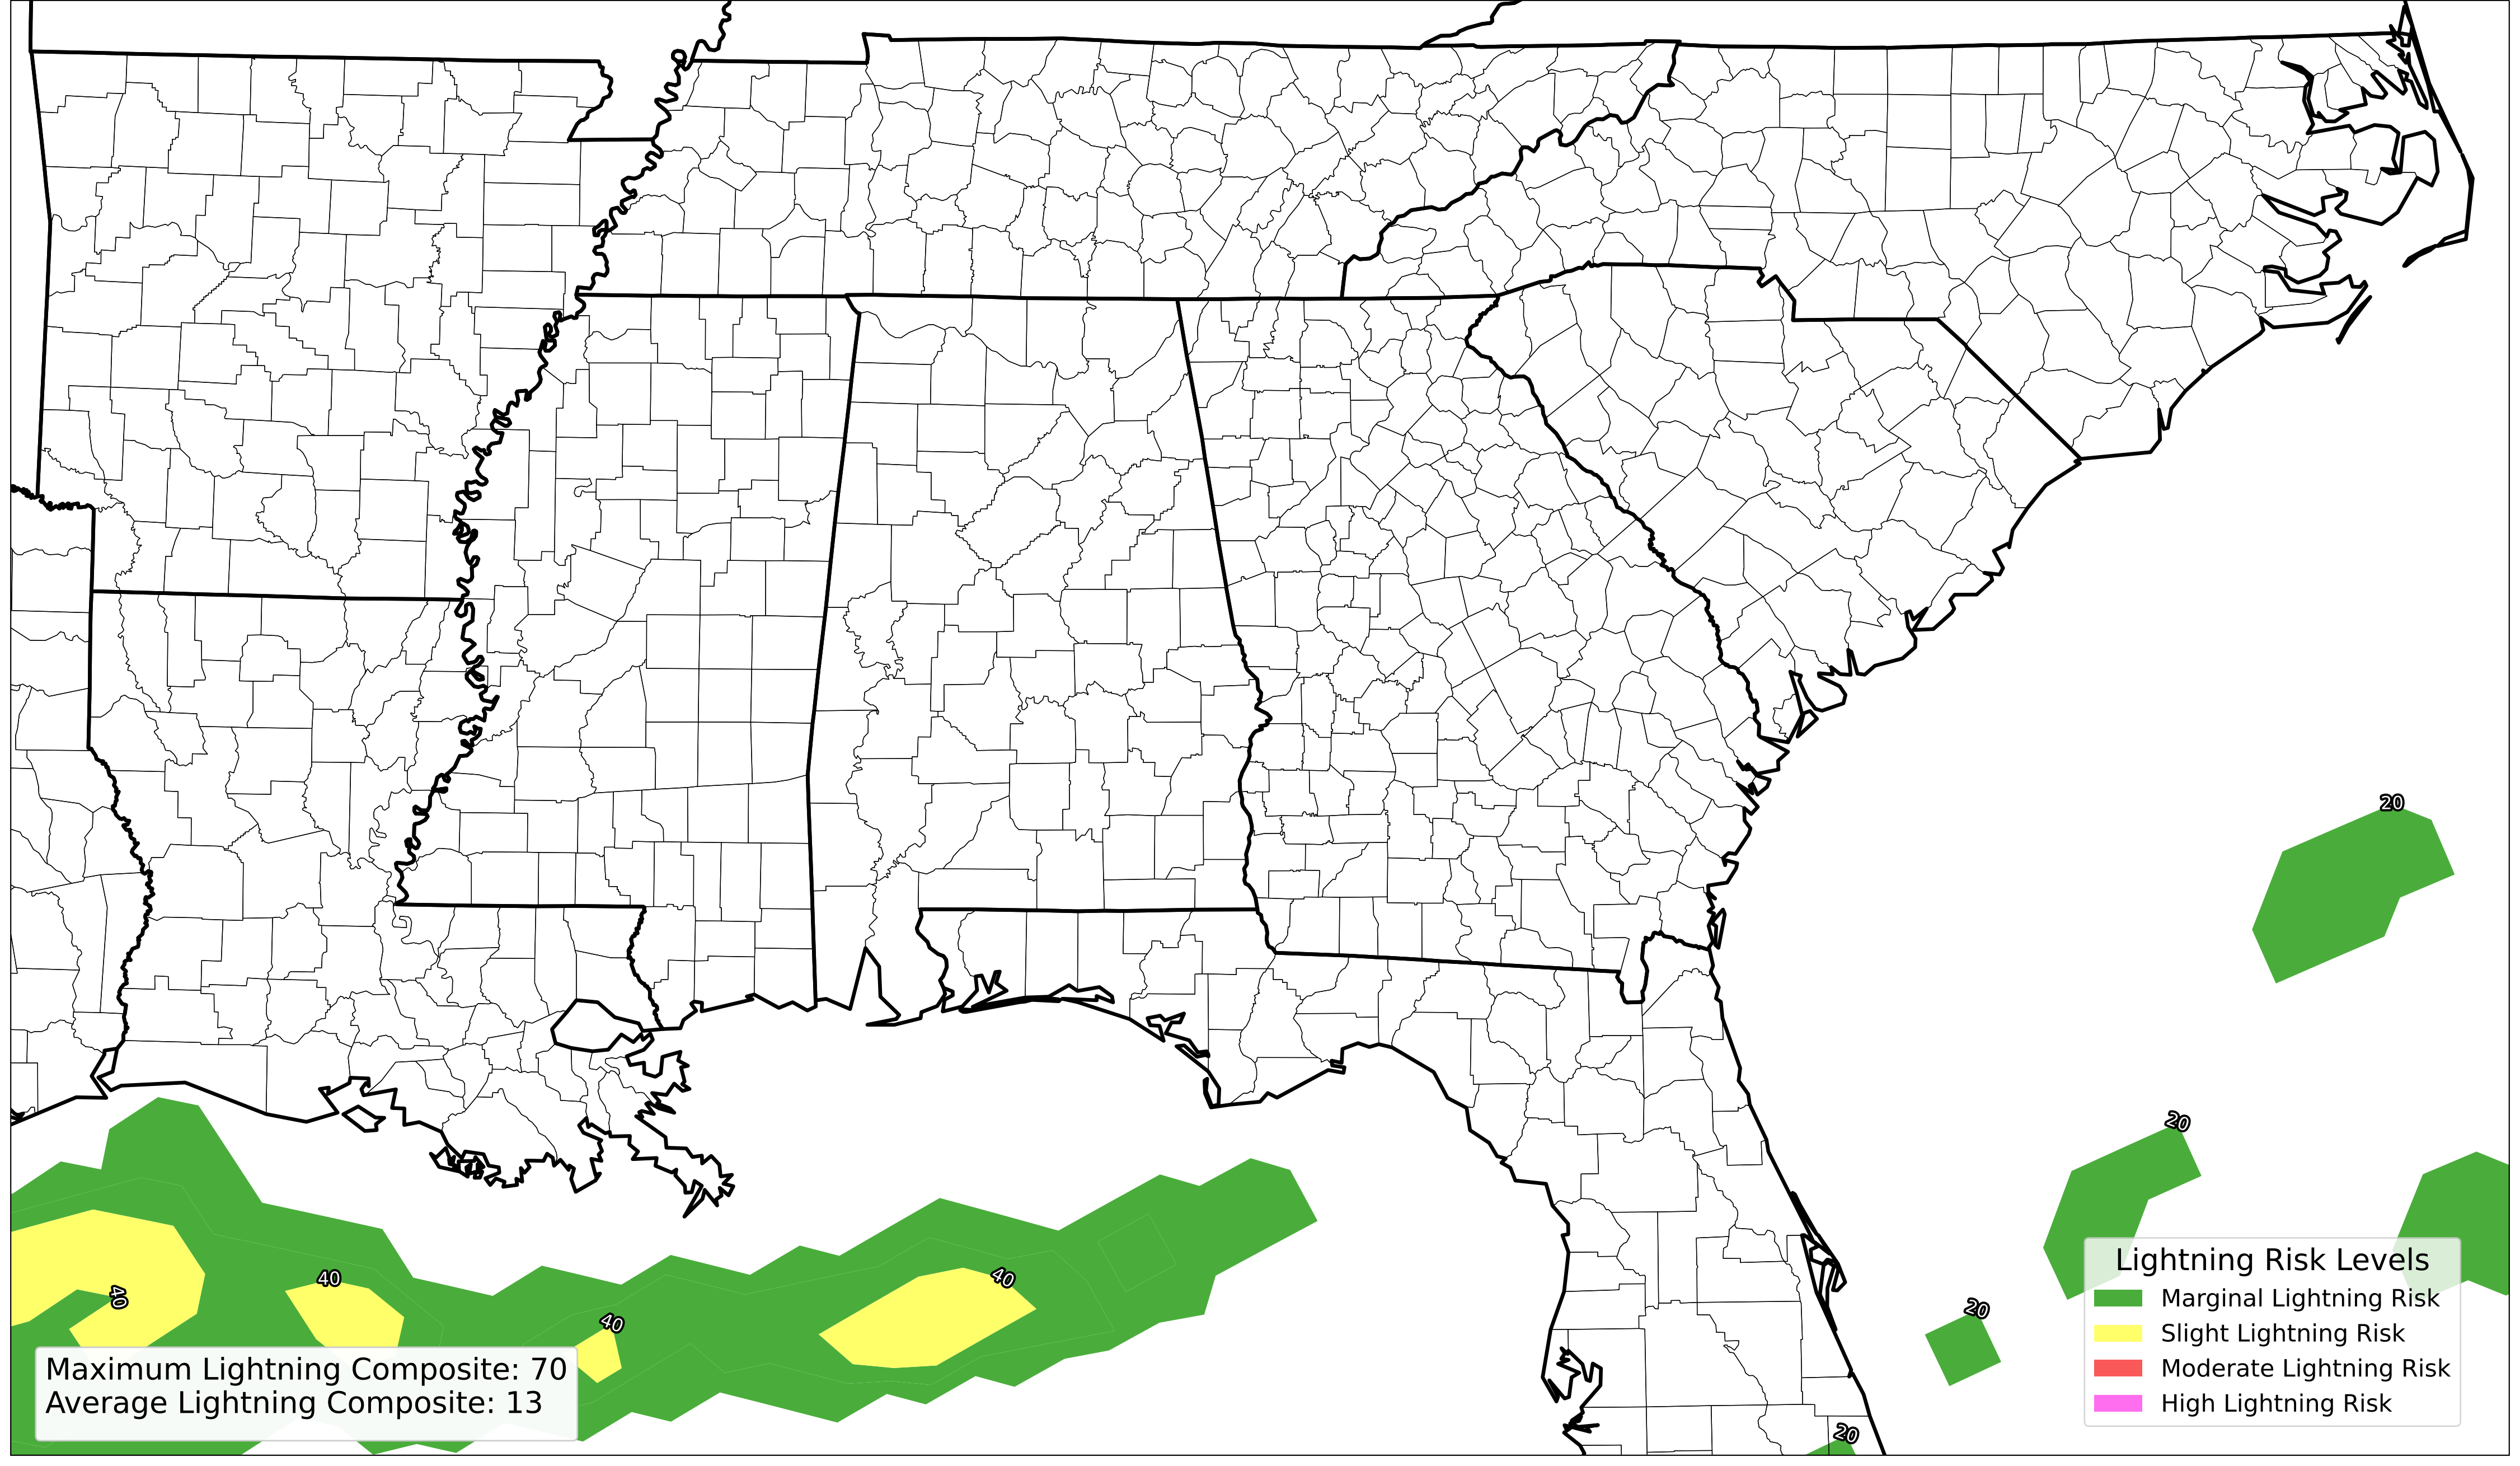 20
20
20
20
40
40
40
40
Maximum Lightning Composite: 70
Average Lightning Composite: 13
Lightning Risk Levels
Marginal Lightning Risk
Slight Lightning Risk
Moderate Lightning Risk
High Lightning Risk